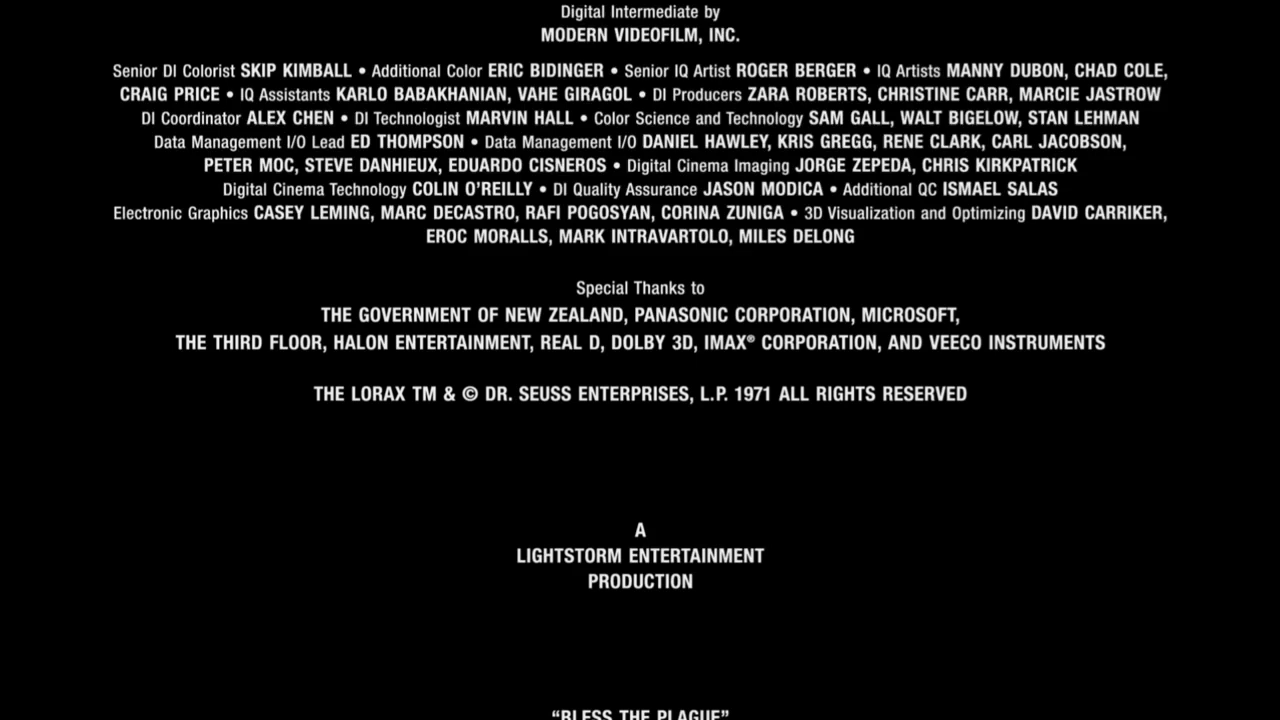 Digital Intermediate by
MODERN VIDEOFILM, INC.
Senior DI Colorist SKIP KIMBALL • Additional Color ERIC BIDINGER • Senior IQ Artist ROGER BERGER • IQ Artists MANNY DUBON, CHAD COLE,
CRAIG PRICE • IQ Assistants KARLO BABAKHANIAN, VAHE GIRAGOL • DI Producers ZARA ROBERTS, CHRISTINE CARR, MARCIE JASTROW
DI Coordinator ALEX CHEN • DI Technologist MARVIN HALL • Color Science and Technology SAM GALL, WALT BIGELOW, STAN LEHMAN
Data Management I/O Lead ED THOMPSON • Data Management I/O DANIEL HAWLEY, KRIS GREGG, RENE CLARK, CARL JACOBSON,
PETER MOC, STEVE DANHIEUX, EDUARDO CISNEROS • Digital Cinema Imaging JORGE ZEPEDA, CHRIS KIRKPATRICK
Digital Cinema Technology COLIN O'REILLY • DI Quality Assurance JASON MODICA • Additional QC ISMAEL SALAS
Electronic Graphics CASEY LEMING, MARC DECASTRO, RAFI POGOSYAN, CORINA ZUNIGA • 3D Visualization and Optimizing DAVID CARRIKER,
EROC MORALLS, MARK INTRAVARTOLO, MILES DELONG
Special Thanks to
THE GOVERNMENT OF NEW ZEALAND, PANASONIC CORPORATION, MICROSOFT,
THE THIRD FLOOR, HALON ENTERTAINMENT, REAL D, DOLBY 3D, IMAX® CORPORATION, AND VEECO INSTRUMENTS
THE LORAX TM & © DR. SEUSS ENTERPRISES, L.P. 1971 ALL RIGHTS RESERVED
A
LIGHTSTORM ENTERTAINMENT
PRODUCTION
“BLESS THE PLAGUE”